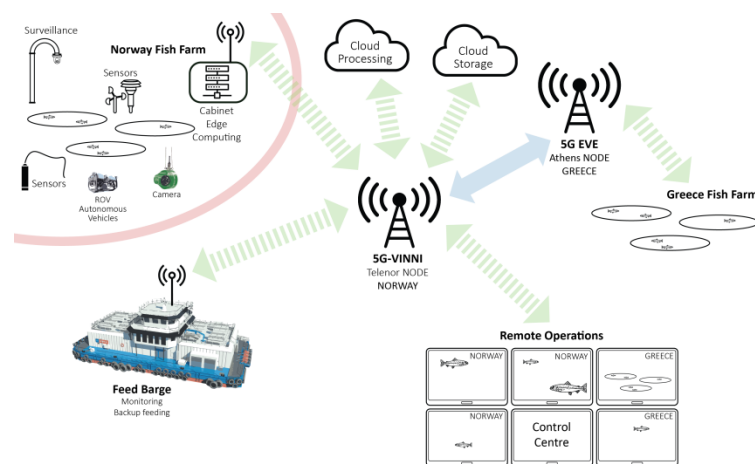 Surveillance
Norway Fish Farm
Sensors
Cabinet
Edge
Computing
Sensors
ROV
Autonomous
Vehicles
Camera
Cloud
Processing
Cloud
Storage
5G EVE
Athens NODE
GREECE
Greece Fish Farm
5G-VINNI
Telenor NODE
NORWAY
Feed Barge
Monitoring
Backup feeding
Remote Operations
NORWAY
NORWAY
GREECE
NORWAY
Control
Centre
GREECE